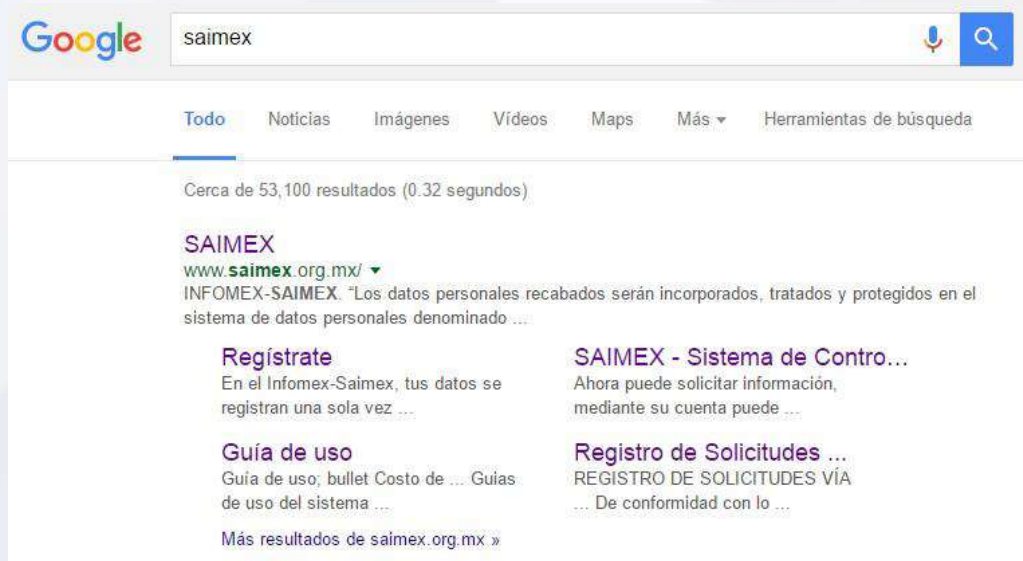 Google
saimex
Todo Noticias Imágenes Vídeos Maps Más Herramientas de búsqueda
Cerca de 53,100 resultados (0.32 segundos)
SAIMEX
www.saimex.org.mx/
INFOMEX-SAIMEX. “Los datos personales recabados serán incorporados, tratados y protegidos en el
sistema de datos personales denominado ...
Regístrate
En el Infomex-Saimex, tus datos se
registran una sola vez ...
SAIMEX - Sistema de Contro...
Ahora puede solicitar información,
mediante su cuenta puede ...
Guía de uso
Guía de uso; bullet Costo de ... Guias
de uso del sistema ...
Registro de Solicitudes ...
REGISTRO DE SOLICITUDES VÍA
... De conformidad con lo ...
Más resultados de saimex.org.mx »